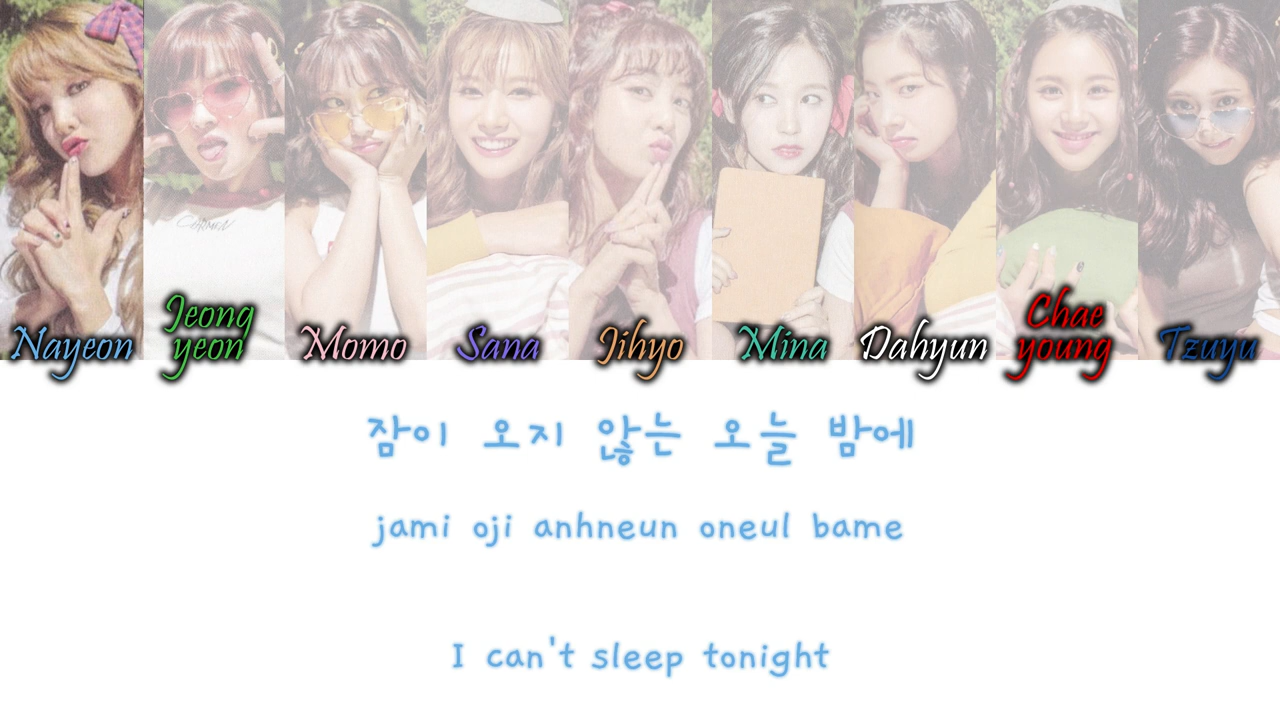 Nayeon
Jeong
yeon
Momo
Sana
Jihyo
Mina
Dahyun
Chae
young
Tzuyu
CARMEN
잠이 오지 않는 오늘 밤에
jami oji anhneun oneul bame
I can't sleep tonight